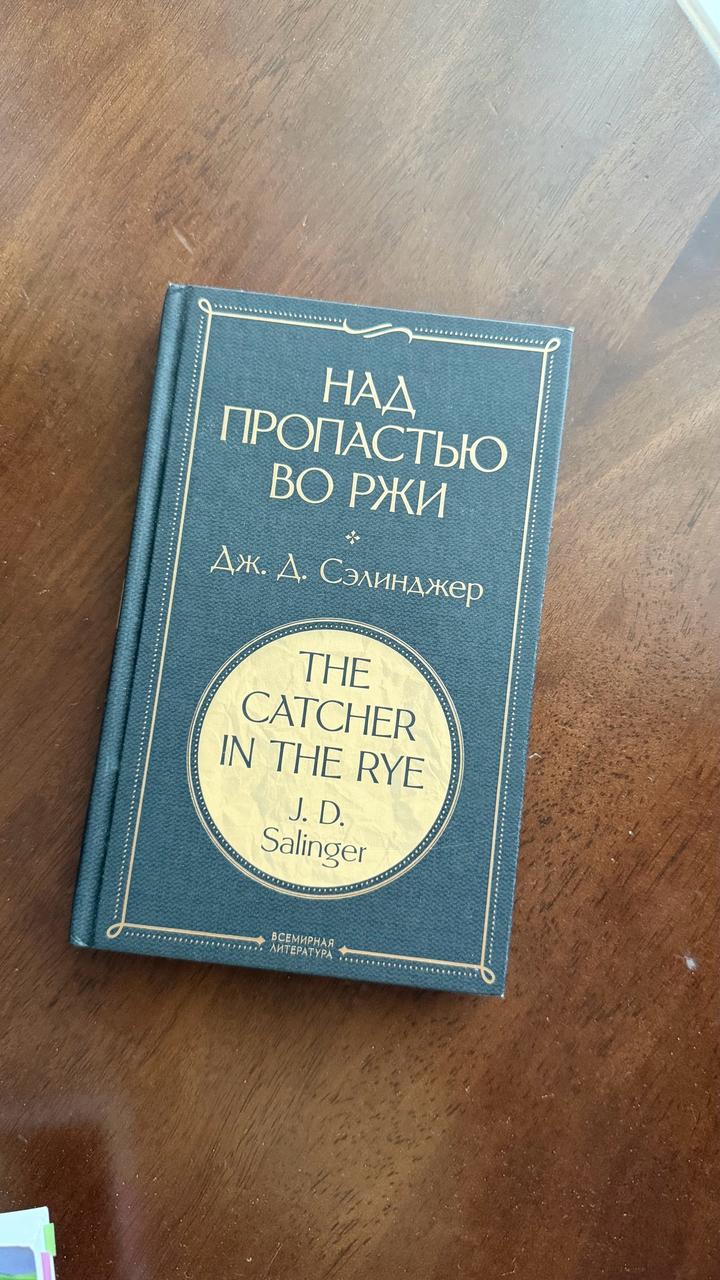 НАД
ПРОПАСТЬЮ
ВО РЖИ
Дж. Д. Сэлинджер
THE
CATCHER
IN THE RYE
J. D.
Salinger
ВСЕМИРНАЯ
ЛИТЕРАТУРА